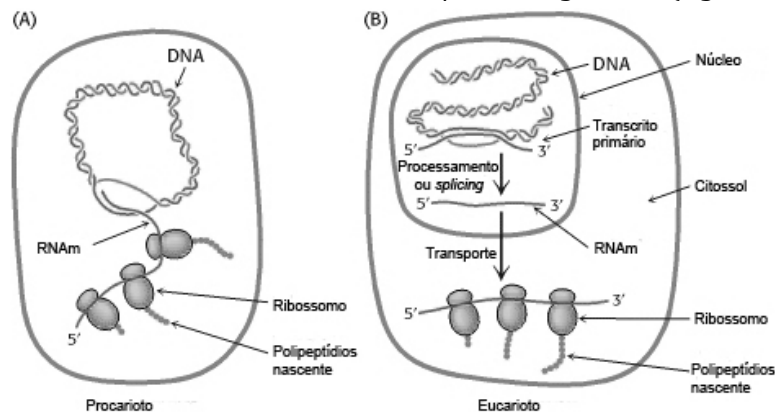 (A)
DNA
RNAm
5′
Ribossomo
Polipeptídios
nascente
Procarioto
(B)
DNA
Núcleo
Transcrito
primário
5′ 3′
Processamento
ou splicing
5′ 3′
RNAm
Citossol
Transporte
5′ 3′
Ribossomo
Polipeptídios
nascente
Eucarioto